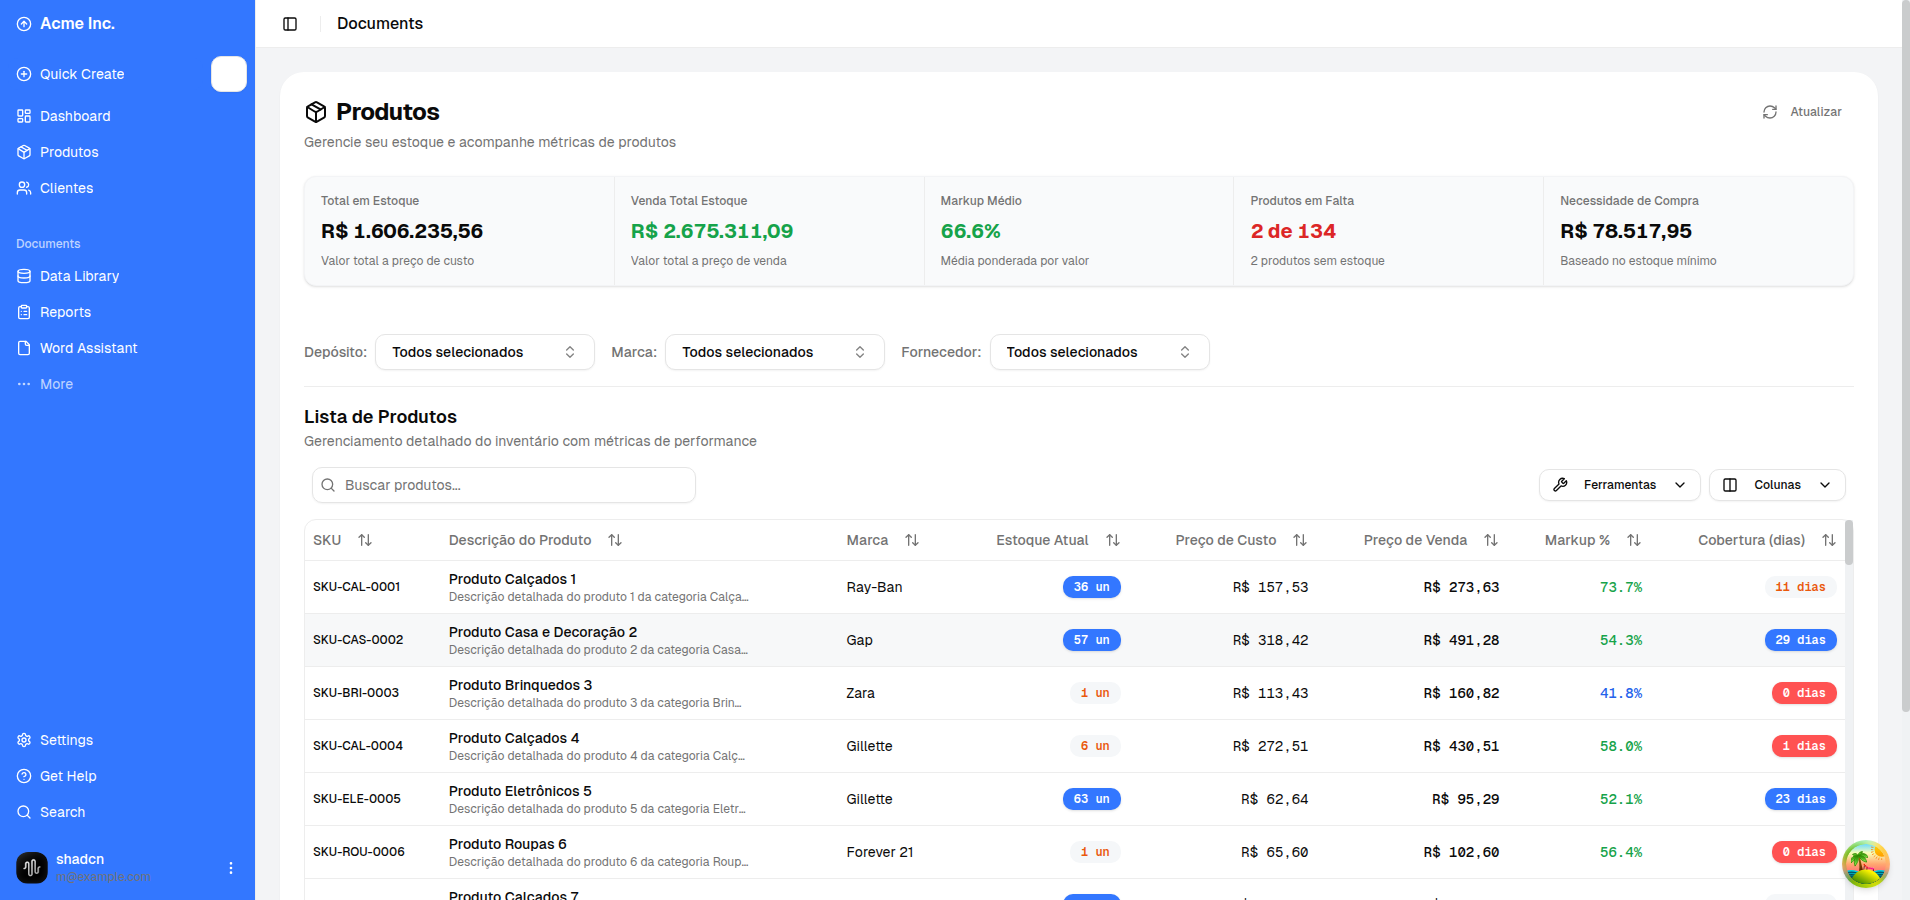 Acme Inc.
Quick Create
Dashboard
Produtos
Clientes
Documents
Data Library
Reports
Word Assistant
More
Settings
Get Help
Search
shadcn
m@example.com
Documents
Produtos
Atualizar
Gerencie seu estoque e acompanhe métricas de produtos
Total em Estoque
R$ 1.606.235,56
Valor total a preço de custo
Venda Total Estoque
R$ 2.675.311,09
Valor total a preço de venda
Markup Médio
66.6%
Média ponderada por valor
Produtos em Falta
2 de 134
2 produtos sem estoque
Necessidade de Compra
R$ 78.517,95
Baseado no estoque mínimo
Depósito: Todos selecionados Marca: Todos selecionados Fornecedor: Todos selecionados
Lista de Produtos
Gerenciamento detalhado do inventário com métricas de performance
Buscar produtos... Ferramentas Colunas
SKU Descrição do Produto Marca Estoque Atual Preço de Custo Preço de Venda Markup % Cobertura (dias)
SKU-CAL-0001 Produto Calçados 1 Ray-Ban 36 un R$ 157,53 R$ 273,63 73.7% 11 dias
Descrição detalhada do produto 1 da categoria Calça...
SKU-CAS-0002 Produto Casa e Decoração 2 Gap 57 un R$ 318,42 R$ 491,28 54.3% 29 dias
Descrição detalhada do produto 2 da categoria Casa...
SKU-BRI-0003 Produto Brinquedos 3 Zara 1 un R$ 113,43 R$ 160,82 41.8% 0 dias
Descrição detalhada do produto 3 da categoria Brin...
SKU-CAL-0004 Produto Calçados 4 Gillette 6 un R$ 272,51 R$ 430,51 58.0% 1 dias
Descrição detalhada do produto 4 da categoria Calç...
SKU-ELE-0005 Produto Eletrônicos 5 Gillette 63 un R$ 62,64 R$ 95,29 52.1% 23 dias
Descrição detalhada do produto 5 da categoria Eletr...
SKU-ROU-0006 Produto Roupas 6 Forever 21 1 un R$ 65,60 R$ 102,60 56.4% 0 dias
Descrição detalhada do produto 6 da categoria Roup...
Produto Calçados 7